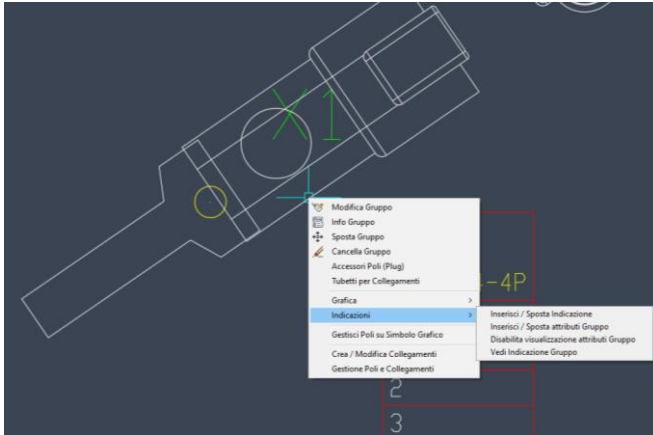 X1
Modifica Gruppo
Info Gruppo
Sposta Gruppo
Cancella Gruppo
Accessori Poli (Plug)
Tubetti per Collegamenti
Grafica
Indicazioni
Gestisci Poli su Simbolo Grafico
Crea / Modifica Collegamenti
Gestione Poli e Collegamenti
Inserisci / Sposta Indicazione
Inserisci / Sposta attributi Gruppo
Disabilita visualizzazione attributi Gruppo
Vedi Indicazione Gruppo
-4P
2
3